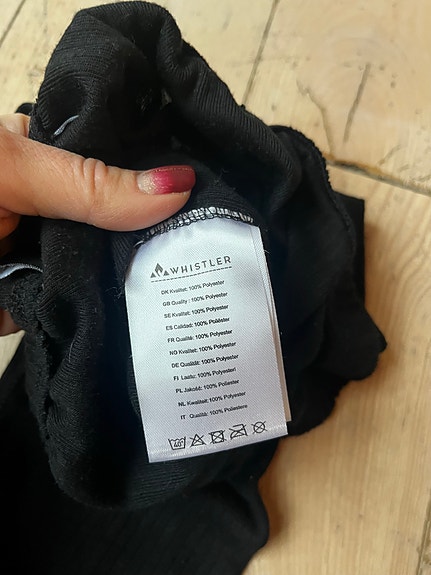 WHISTLER
DK Kvalitet: 100% Polyester
GB Quality : 100% Polyester
SE Kvalitet: 100% Polyester
ES Calidad: 100% Poliéster
FR Qualité: 100% Polyester
NO Kvalitet: 100% Polyester
DE Qualität: 100% Polyester
FI Laatu: 100% Polyesteri
PL Jakość: 100% Polyester
NL Kwaliteit: 100% Polyester
IT Qualità: 100% Poliestere
40°